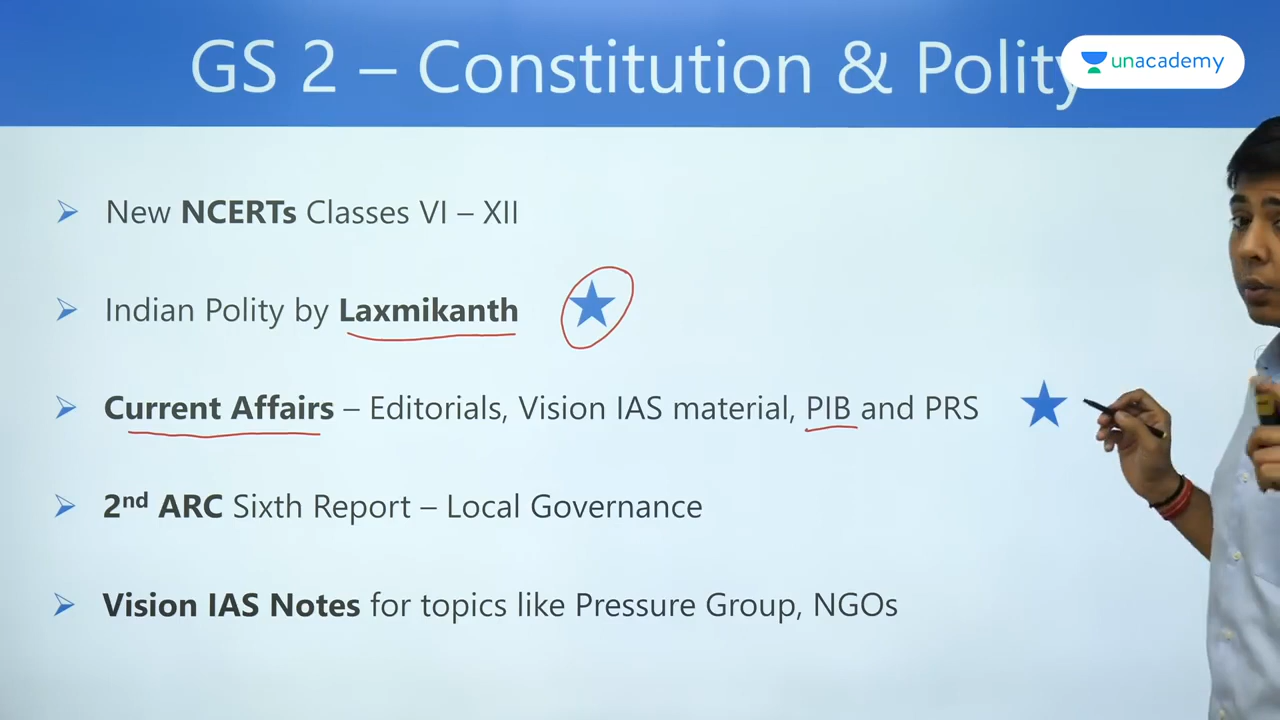 GS 2 – Constitution & Polity
unacademy
➢ New NCERTs Classes VI – XII
➢ Indian Polity by Laxmikanth
➢ Current Affairs – Editorials, Vision IAS material, PIB and PRS
➢ 2nd ARC Sixth Report – Local Governance
➢ Vision IAS Notes for topics like Pressure Group, NGOs